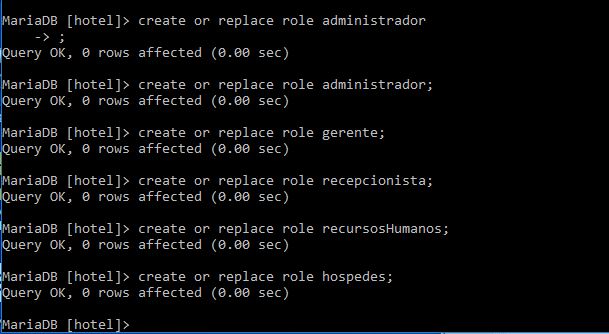 MariaDB [hotel]> create or replace role administrador
    -> ;
Query OK, 0 rows affected (0.00 sec)
MariaDB [hotel]> create or replace role administrador;
Query OK, 0 rows affected (0.00 sec)
MariaDB [hotel]> create or replace role gerente;
Query OK, 0 rows affected (0.00 sec)
MariaDB [hotel]> create or replace role recepcionista;
Query OK, 0 rows affected (0.00 sec)
MariaDB [hotel]> create or replace role recursosHumanos;
Query OK, 0 rows affected (0.00 sec)
MariaDB [hotel]> create or replace role hospedes;
Query OK, 0 rows affected (0.00 sec)
MariaDB [hotel]>